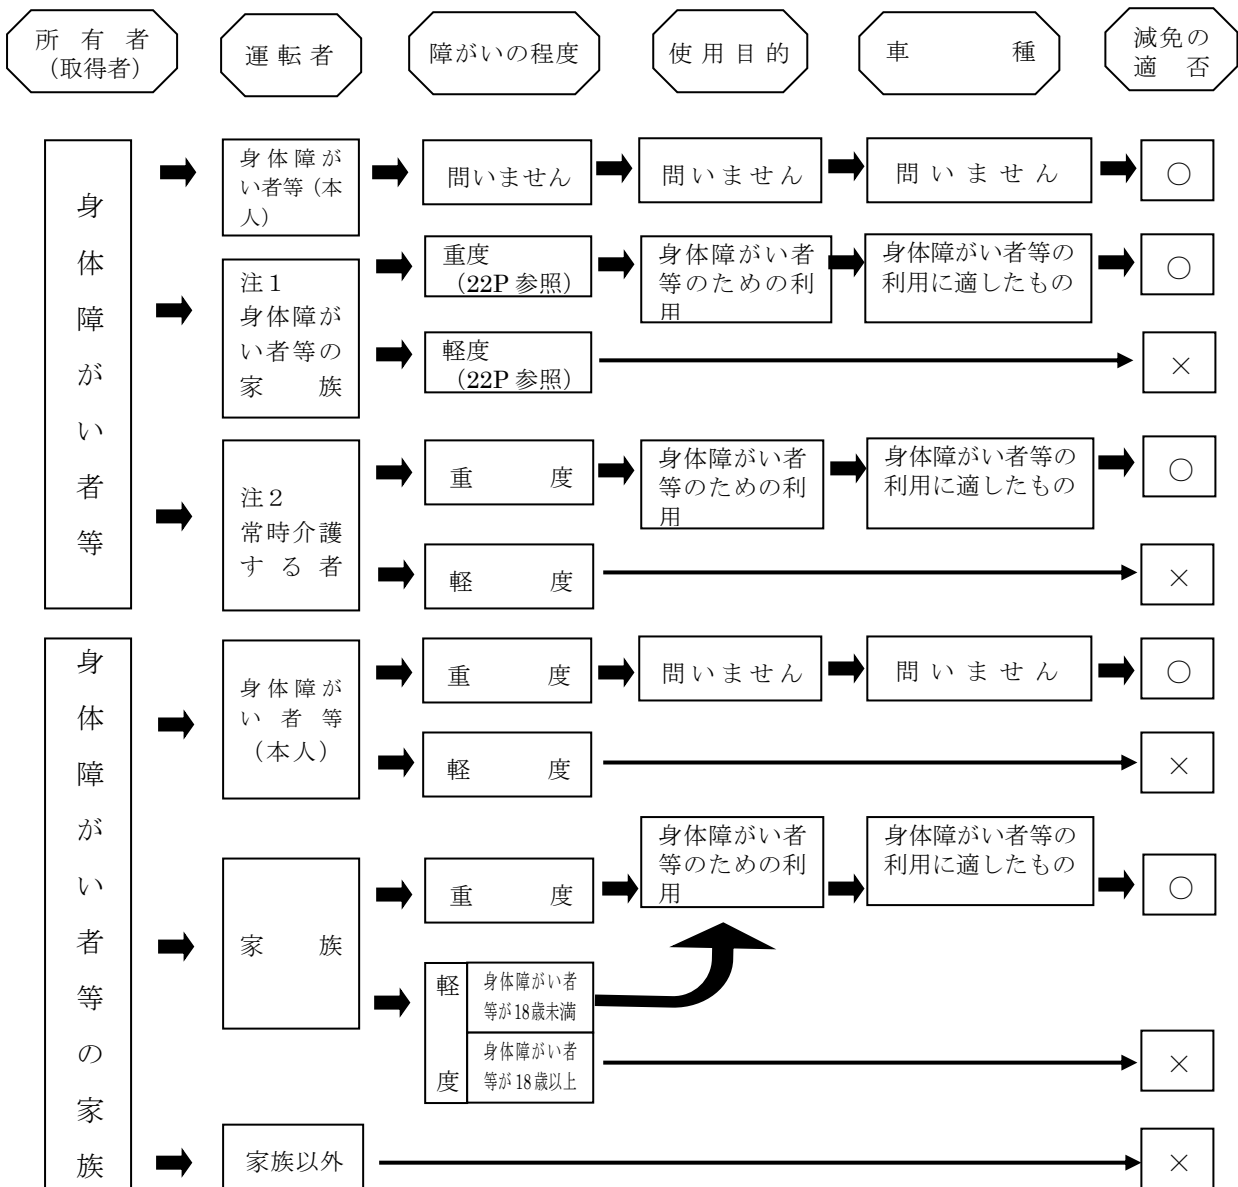 所有者
(取得者)
運転者
障がいの程度
使用目的
車種
減免の
適否
身体障がい者等
身体障が
い者等(本
人)
問いません
問いません
問いません
○
注1
身体障が
い者等の
家族
重度
(22P参照)
身体障がい者
等のための利
用
身体障がい者等の
利用に適したもの
○
軽度
(22P参照)
×
注2
常時介護
する者
重度
身体障がい者
等のための利
用
身体障がい者等の
利用に適したもの
○
軽度
×
身体障がい者等の家族
身体障が
い者等
(本人)
重度
問いません
問いません
○
軽度
×
家族
重度
身体障がい者
等のための利
用
身体障がい者等の
利用に適したもの
○
軽度
身体障がい者
等が18歳未満
身体障がい者
等が18歳以上
×
家族以外
×